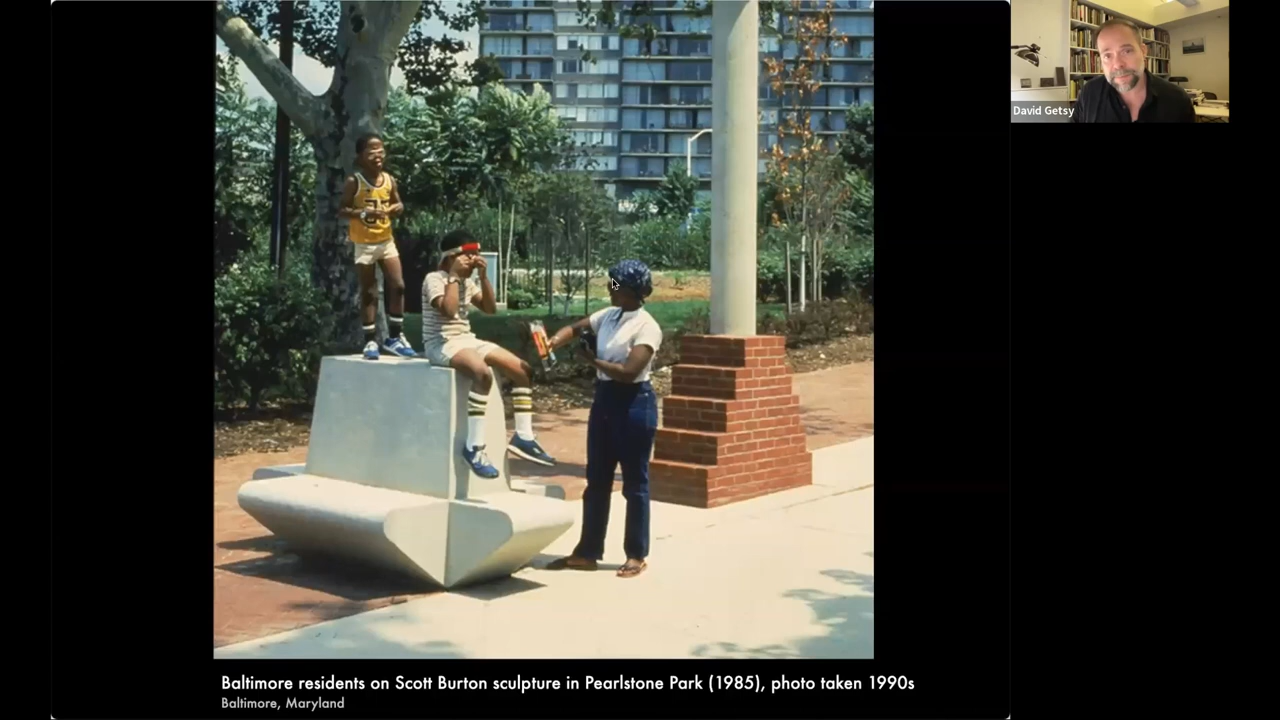 David Getsy
Baltimore residents on Scott Burton sculpture in Pearlstone Park (1985), photo taken 1990s
Baltimore, Maryland